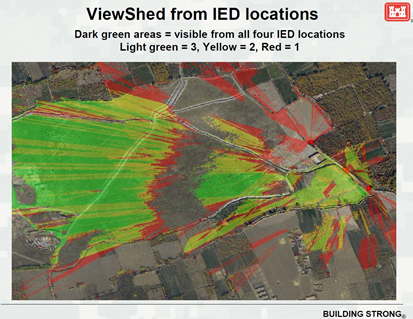 ViewShed from IED locations
Dark green areas = visible from all four IED locations
Light green = 3, Yellow = 2, Red = 1
BUILDING STRONG®